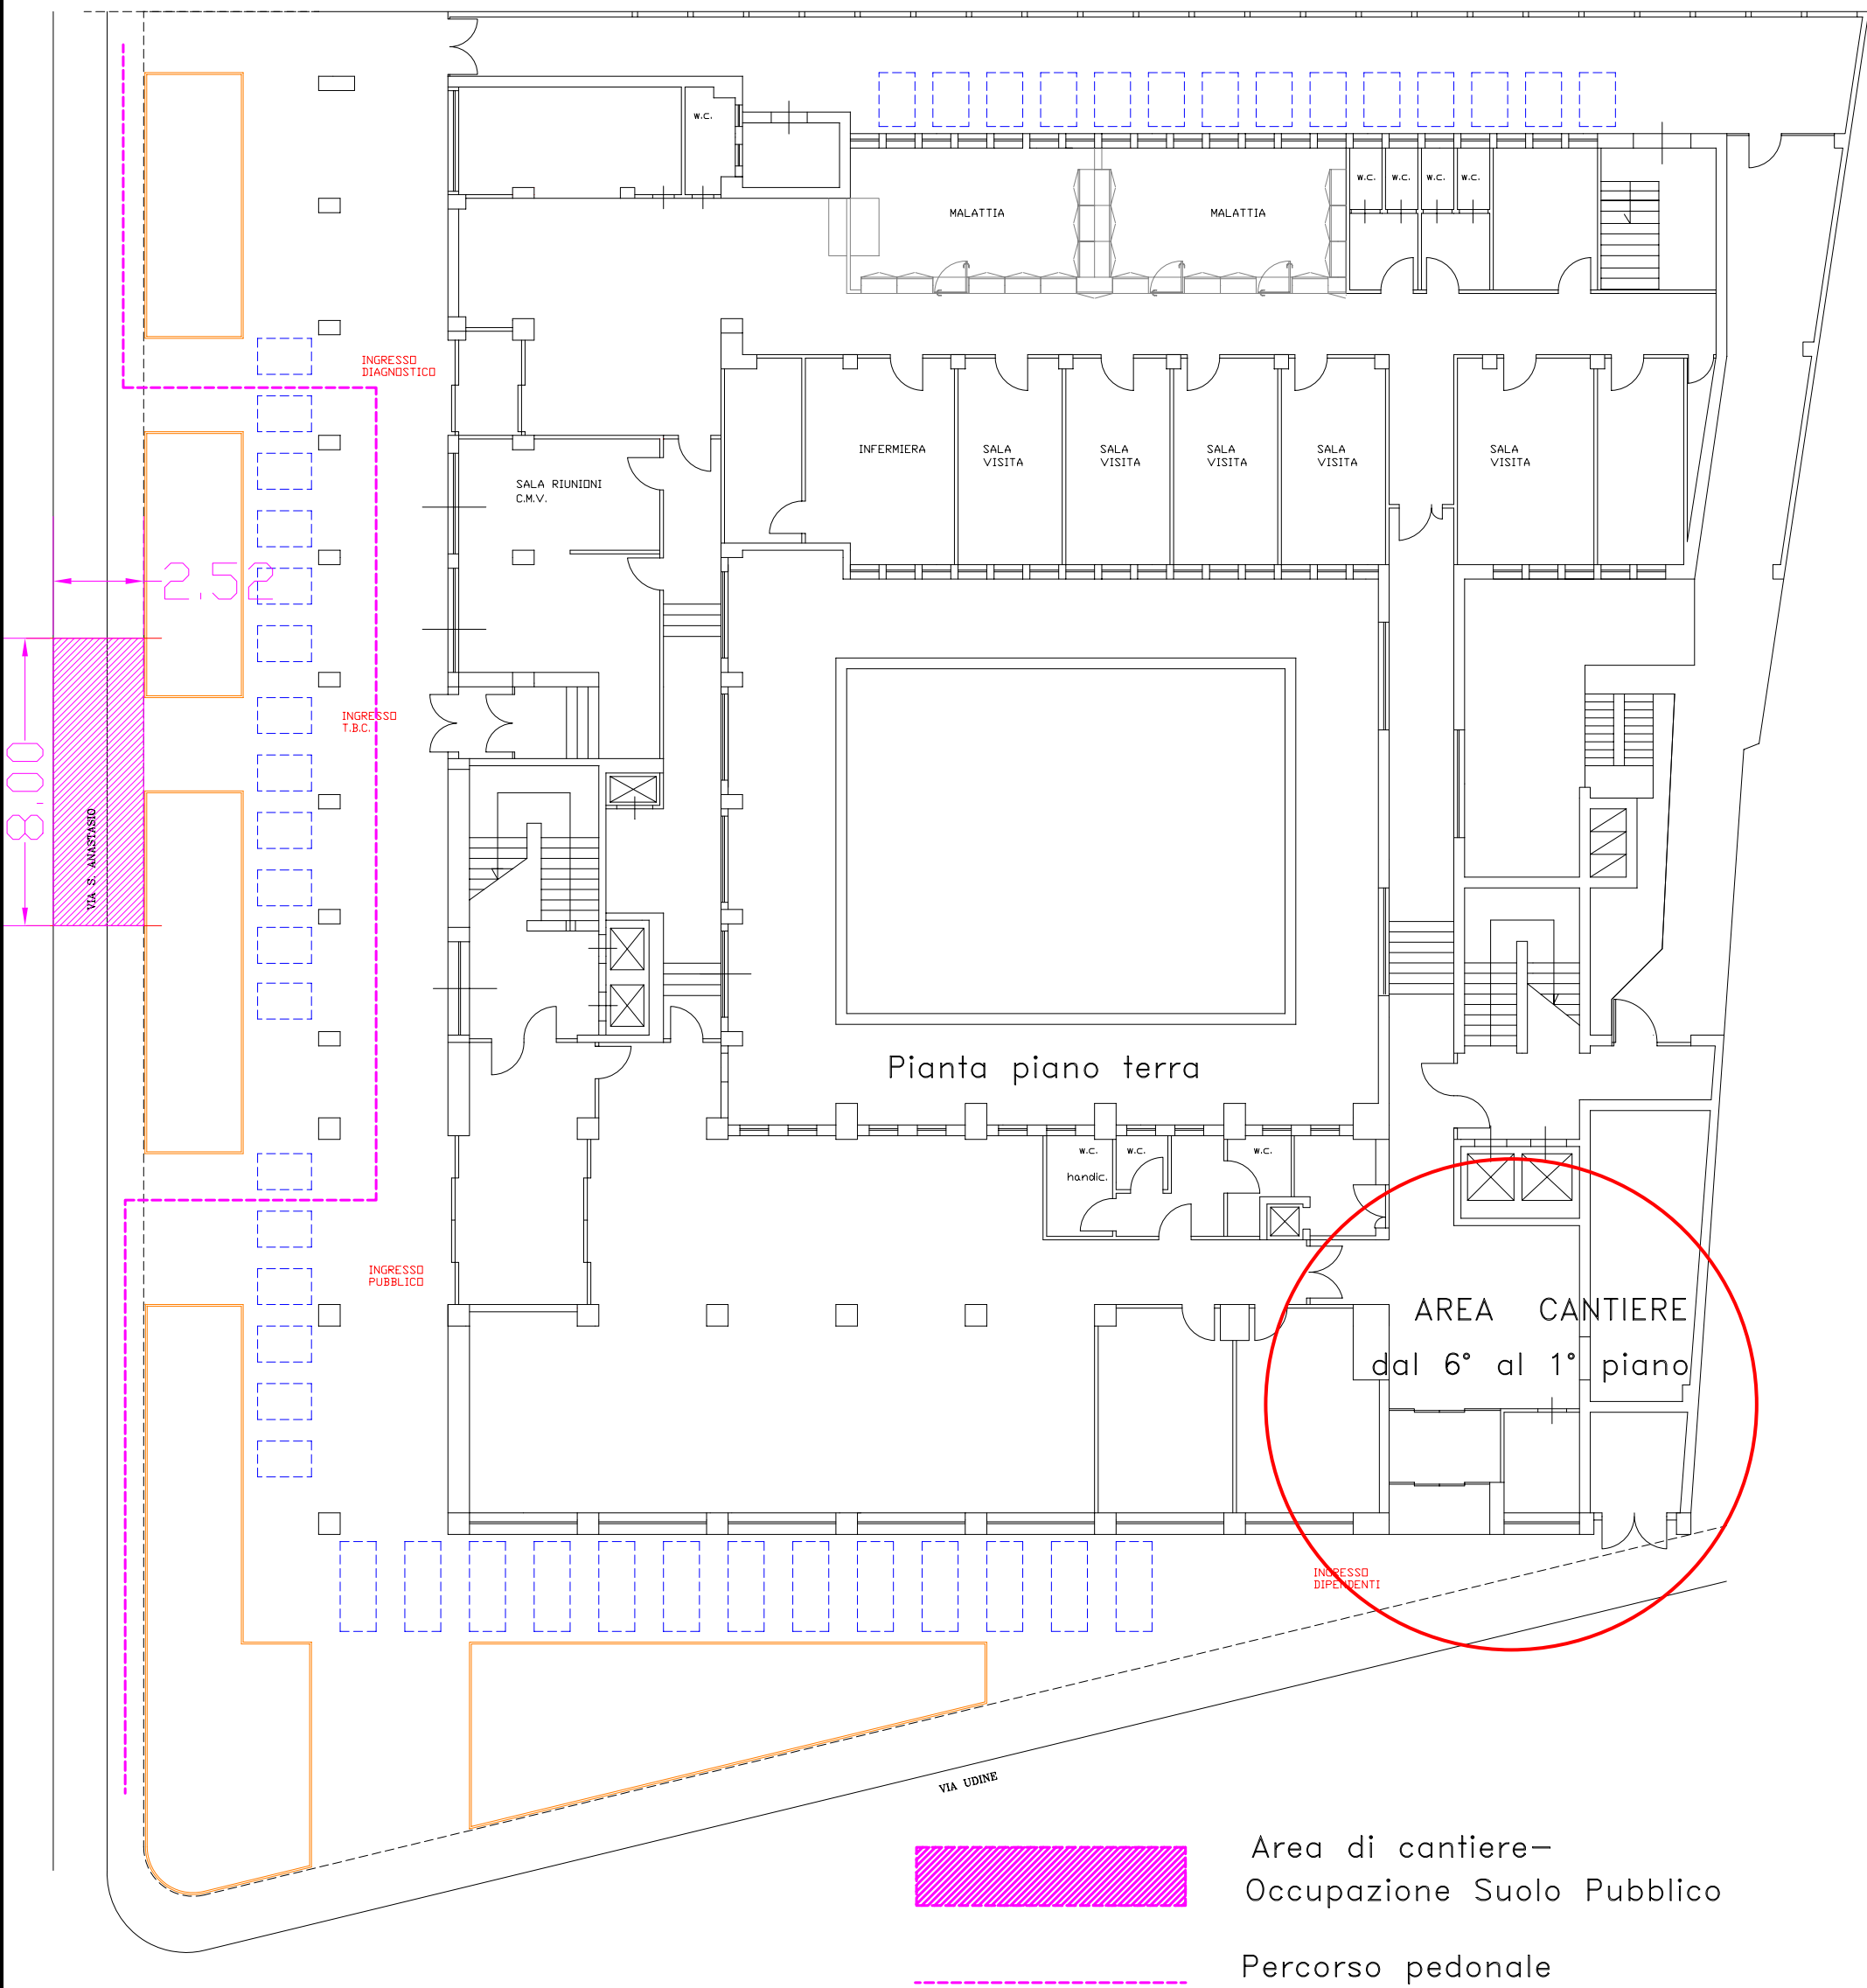 W.C.
MALATTIA
MALATTIA
W.C.
W.C.
W.C.
W.C.
INGRESSO
DIAGNOSTICO
SALA RIUNIONI
C.M.V.
INFERMIERA
SALA
VISITA
SALA
VISITA
SALA
VISITA
SALA
VISITA
SALA
VISITA
2.52
INGRESSO
T.B.C.
8.00
VIA S. ANASTASIO
Pianta piano terra
W.C.
handic.
W.C.
W.C.
INGRESSO
PUBBLICO
AREA CANTIERE
dal 6° al 1° piano
INGRESSO
DIPENDENTI
VIA UDINE
Area di cantiere-
Occupazione Suolo Pubblico
Percorso pedonale